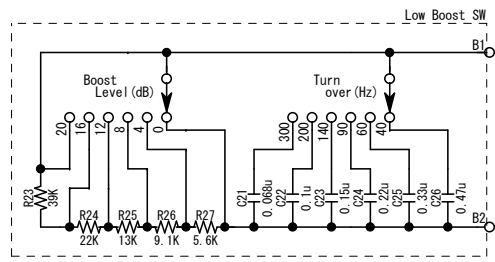 Low Boost SW
B1
Boost
Level(dB)
Turn
over(Hz)
20
16
12
8
4
0
300
200
140
90
60
40
R23
39K
R24
22K
R25
13K
R26
9.1K
R27
5.6K
C21
0.068u
C22
0.1u
C23
0.15u
C24
0.22u
C25
0.33u
C26
0.47u
B2